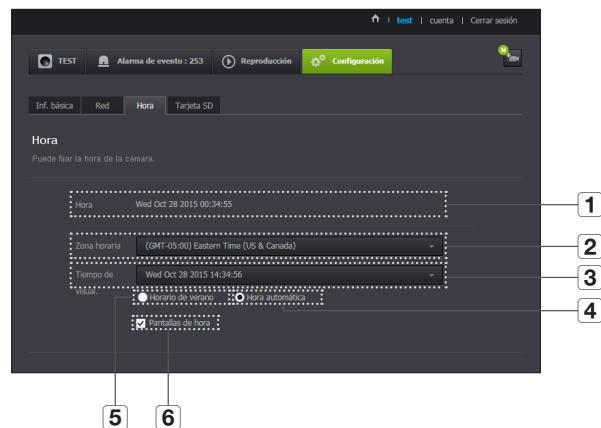 test | cuenta | Cerrar sesión
N
TEST
Alarma de evento : 253
Reproducción
Configuración
Inf. básica
Red
Hora
Tarjeta SD
Hora
Puede fijar la hora de la cámara.
Hora Wed Oct 28 2015 00:34:55
1
Zona horaria (GMT-05:00) Eastern Time (US & Canada)
2
Tiempo de visual. Wed Oct 28 2015 14:34:56
3
Horario de verano Hora automática
4
Pantallas de hora
5 6